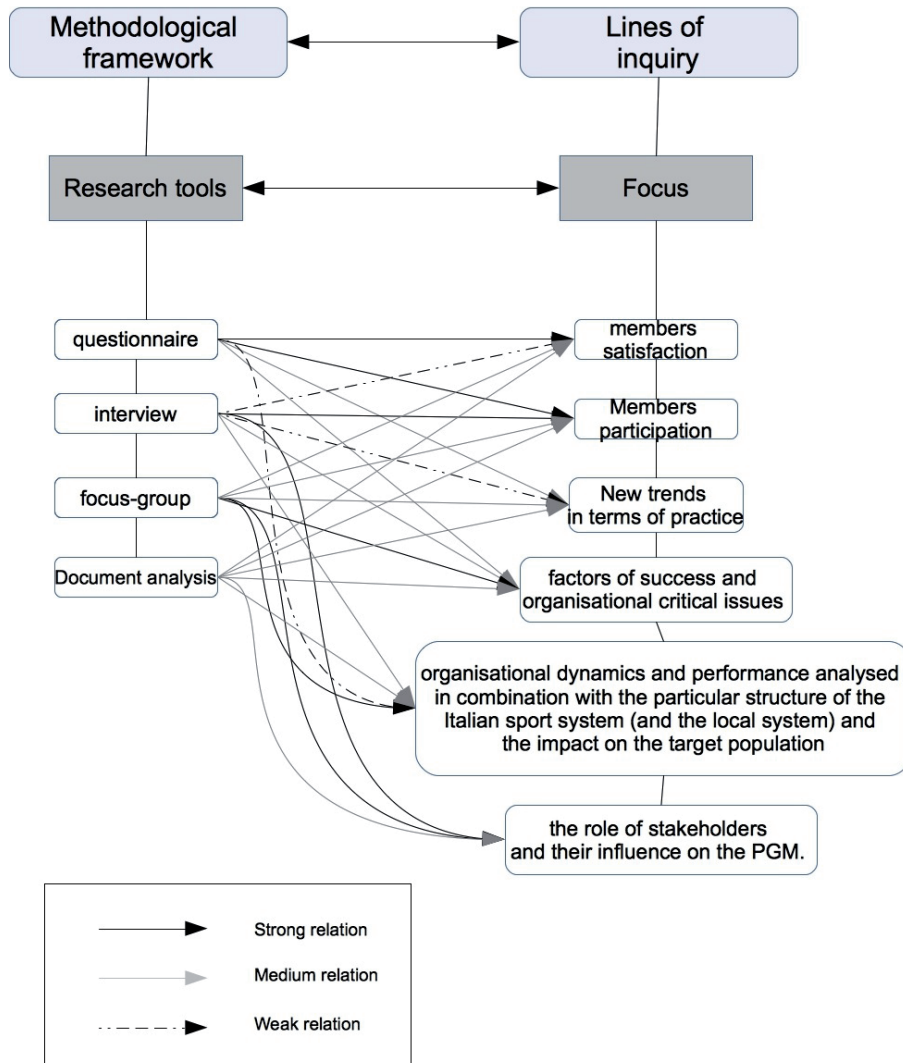 Methodological
framework
Lines of
inquiry
Research tools
Focus
questionnaire
interview
focus-group
Document analysis
members
satisfaction
Members
participation
New trends
in terms of practice
factors of success and
organisational critical issues
organisational dynamics and performance analysed
in combination with the particular structure of the
Italian sport system (and the local system) and
the impact on the target population
the role of stakeholders
and their influence on the PGM.
Strong relation
Medium relation
Weak relation